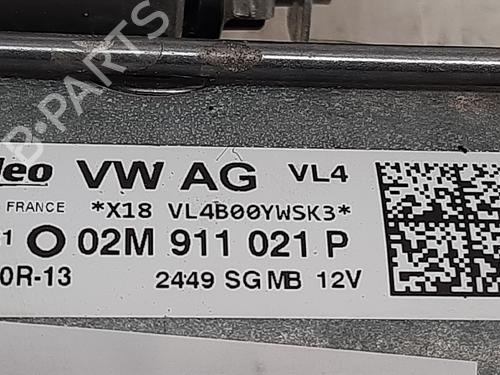 B-PARTS
leo VW AG VL4
FRANCE *X18 VL4B00YWSK3*
1 O 02M 911 021 P
0R-13 2449 SG MB 12V